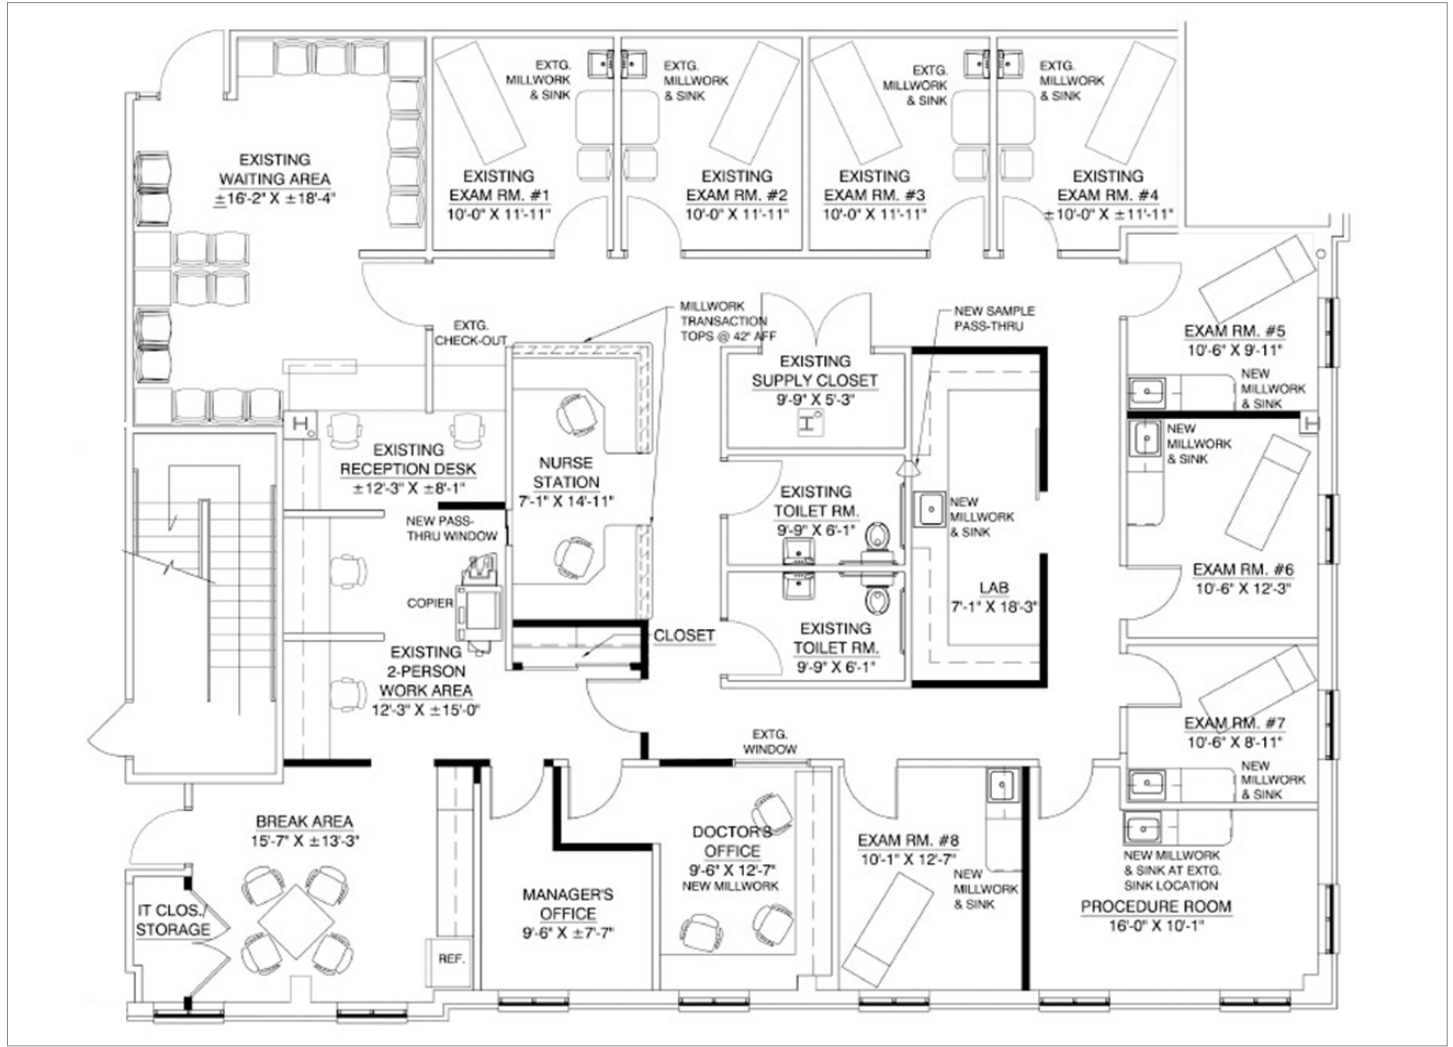 EXISTING
WAITING AREA
±16'-2" X ±18'-4"
EXTG.
MILLWORK
& SINK
EXISTING
EXAM RM. #1
10'-0" X 11'-11"
EXTG.
MILLWORK
& SINK
EXISTING
EXAM RM. #2
10'-0" X 11'-11"
EXTG.
MILLWORK
& SINK
EXISTING
EXAM RM. #3
10'-0" X 11'-11"
EXTG.
MILLWORK
& SINK
EXISTING
EXAM RM. #4
±10'-0" X ±11'-11"
EXTG.
CHECK-OUT
MILLWORK
TRANSACTION
TOPS @ 42" AFF
NEW SAMPLE
PASS-THRU
EXAM RM. #5
10'-6" X 9'-11"
NEW
MILLWORK
& SINK
EXISTING
SUPPLY CLOSET
9'-9" X 5'-3"
EXISTING
RECEPTION DESK
±12'-3" X ±8'-1"
NURSE
STATION
7'-1" X 14'-11"
NEW PASS-
THRU WINDOW
EXISTING
TOILET RM.
9'-9" X 6'-1"
NEW
MILLWORK
& SINK
NEW
MILLWORK
& SINK
EXAM RM. #6
10'-6" X 12'-3"
LAB
7'-1" X 18'-3"
COPIER
CLOSET
EXISTING
TOILET RM.
9'-9" X 6'-1"
EXISTING
2-PERSON
WORK AREA
12'-3" X ±15'-0"
EXTG.
WINDOW
EXAM RM. #7
10'-6" X 8'-11"
NEW
MILLWORK
& SINK
BREAK AREA
15'-7" X ±13'-3"
IT CLOS./
STORAGE
REF.
MANAGER'S
OFFICE
9'-6" X ±7'-7"
DOCTOR'S
OFFICE
9'-6" X 12'-7"
NEW MILLWORK
EXAM RM. #8
10'-1" X 12'-7"
NEW
MILLWORK
& SINK
NEW MILLWORK
& SINK AT EXTG.
SINK LOCATION
PROCEDURE ROOM
16'-0" X 10'-1"